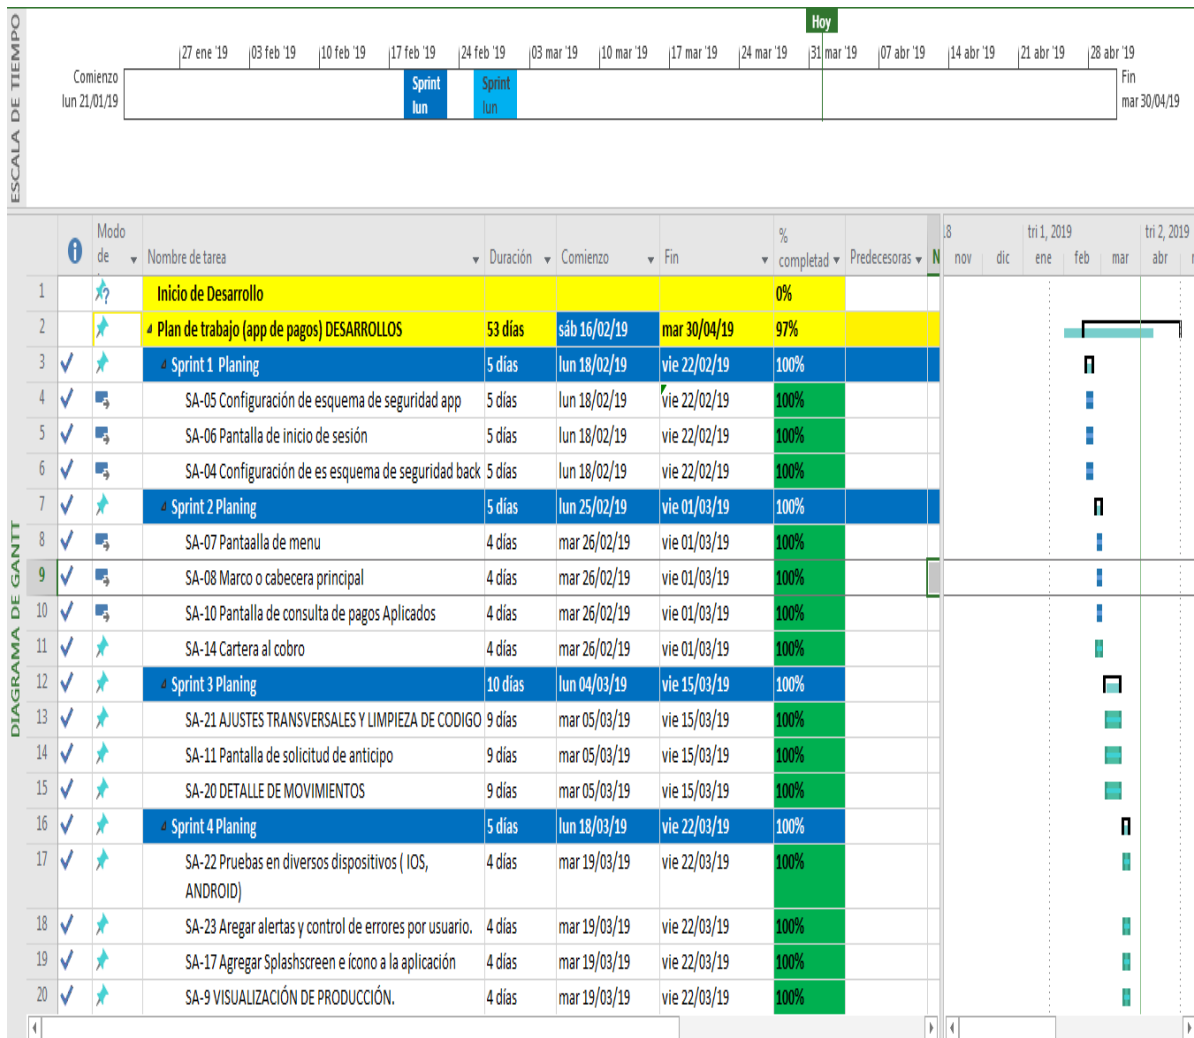 ESCALA DE TIEMPO
Hoy
27 ene '19 03 feb '19 10 feb '19 17 feb '19 24 feb '19 03 mar '19 10 mar '19 17 mar '19 24 mar '19 31 mar '19 07 abr '19 14 abr '19 21 abr '19 28 abr '19
Comienzo
lun 21/01/19
Sprint
lun
Sprint
lun
Fin
mar 30/04/19
DIAGRAMA DE GANTT
Modo
de Nombre de tarea Duración Comienzo Fin % completad Predecesoras N
.8 tri 1, 2019 tri 2, 2019
nov dic ene feb mar abr
1 Inicio de Desarrollo 0%
2 Plan de trabajo (app de pagos) DESARROLLOS 53 días sáb 16/02/19 mar 30/04/19 97%
3 Sprint 1 Planing 5 días lun 18/02/19 vie 22/02/19 100%
4 SA-05 Configuración de esquema de seguridad app 5 días lun 18/02/19 vie 22/02/19 100%
5 SA-06 Pantalla de inicio de sesión 5 días lun 18/02/19 vie 22/02/19 100%
6 SA-04 Configuración de es esquema de seguridad back 5 días lun 18/02/19 vie 22/02/19 100%
7 Sprint 2 Planing 5 días lun 25/02/19 vie 01/03/19 100%
8 SA-07 Pantaalla de menu 4 días mar 26/02/19 vie 01/03/19 100%
9 SA-08 Marco o cabecera principal 4 días mar 26/02/19 vie 01/03/19 100%
10 SA-10 Pantalla de consulta de pagos Aplicados 4 días mar 26/02/19 vie 01/03/19 100%
11 SA-14 Cartera al cobro 4 días mar 26/02/19 vie 01/03/19 100%
12 Sprint 3 Planing 10 días lun 04/03/19 vie 15/03/19 100%
13 SA-21 AJUSTES TRANSVERSALES Y LIMPIEZA DE CODIGO 9 días mar 05/03/19 vie 15/03/19 100%
14 SA-11 Pantalla de solicitud de anticipo 9 días mar 05/03/19 vie 15/03/19 100%
15 SA-20 DETALLE DE MOVIMIENTOS 9 días mar 05/03/19 vie 15/03/19 100%
16 Sprint 4 Planing 5 días lun 18/03/19 vie 22/03/19 100%
17 SA-22 Pruebas en diversos dispositivos ( IOS, 4 días mar 19/03/19 vie 22/03/19 100%
ANDROID)
18 SA-23 Aregar alertas y control de errores por usuario. 4 días mar 19/03/19 vie 22/03/19 100%
19 SA-17 Agregar Splashscreen e ícono a la aplicación 4 días mar 19/03/19 vie 22/03/19 100%
20 SA-9 VISUALIZACIÓN DE PRODUCCIÓN. 4 días mar 19/03/19 vie 22/03/19 100%